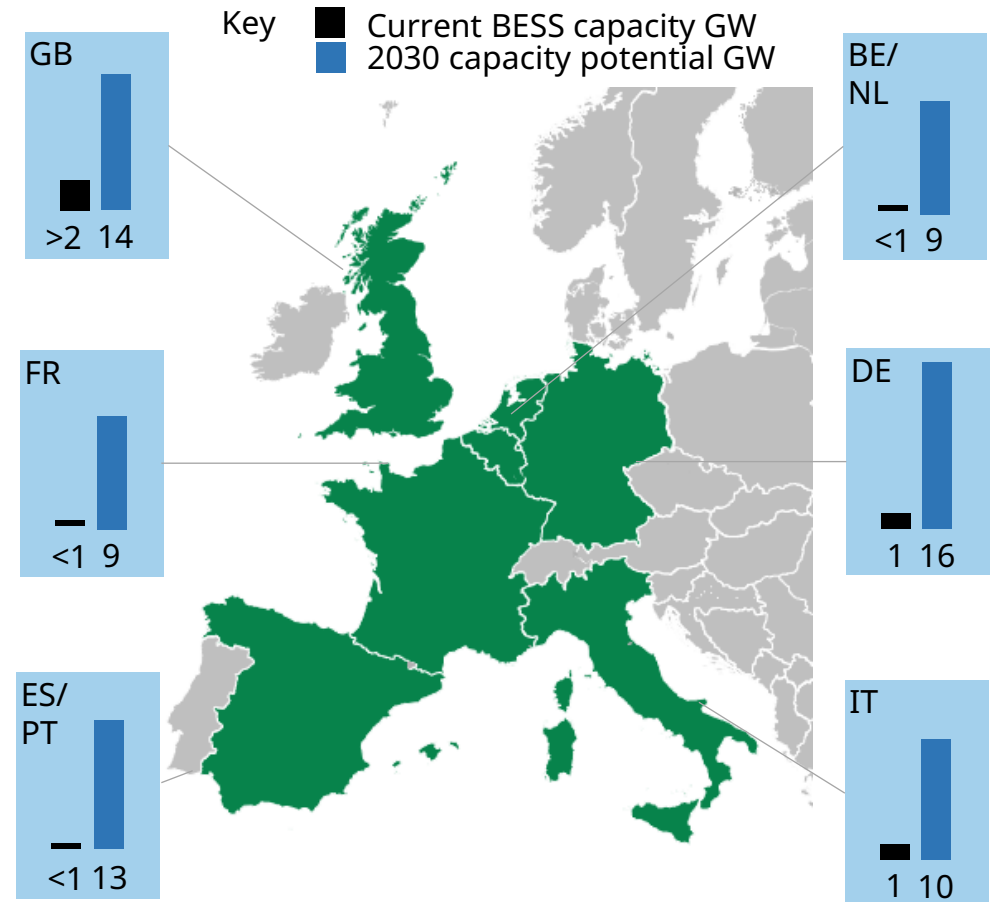 Key
Current BESS capacity GW
2030 capacity potential GW
GB
>2 14
BE/
NL
<1 9
FR
<1 9
DE
1 16
ES/
PT
<1 13
IT
1 10